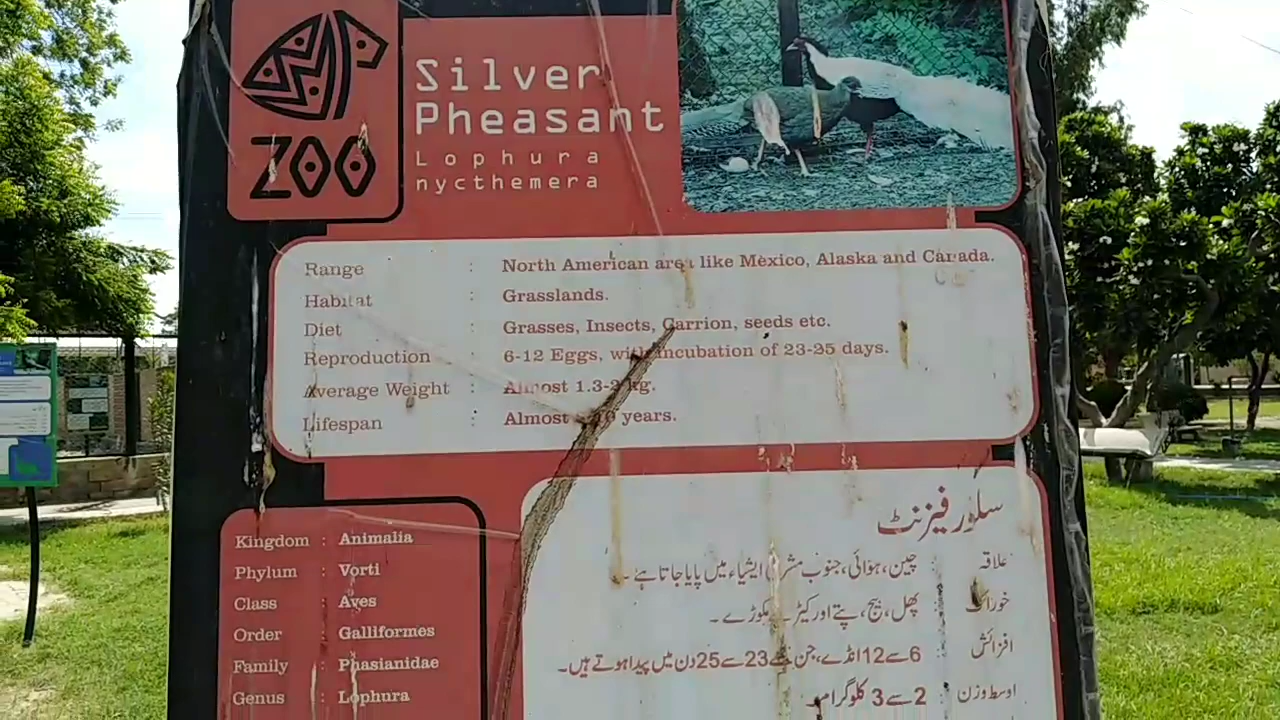 ZOO
Silver
Pheasant
Lophura
nycthemera
Range : North American area like Mexico, Alaska and Canada.
Habitat : Grasslands.
Diet : Grasses, Insects, Carrion, seeds etc.
Reproduction : 6-12 Eggs, with incubation of 23-25 days.
Average Weight : Almost 1.3-2 kg.
Lifespan : Almost years.
Kingdom : Animalia
Phylum : Vorti
Class : Aves
Order : Galliformes
Family : Phasianidae
Genus : Lophura
سلور فیزنٹ
علاقہ : چین، ہوائی، جنوب مشرقی ایشیاء میں پایا جاتا ہے۔
خوراک : پھل، بیج، پتے اور کیڑے مکوڑے۔
افزائش : 6 سے 12 انڈے، جن سے 23 سے 25 دن میں پیدا ہوتے ہیں۔
اوسط وزن : 2 سے 3 کلوگرام